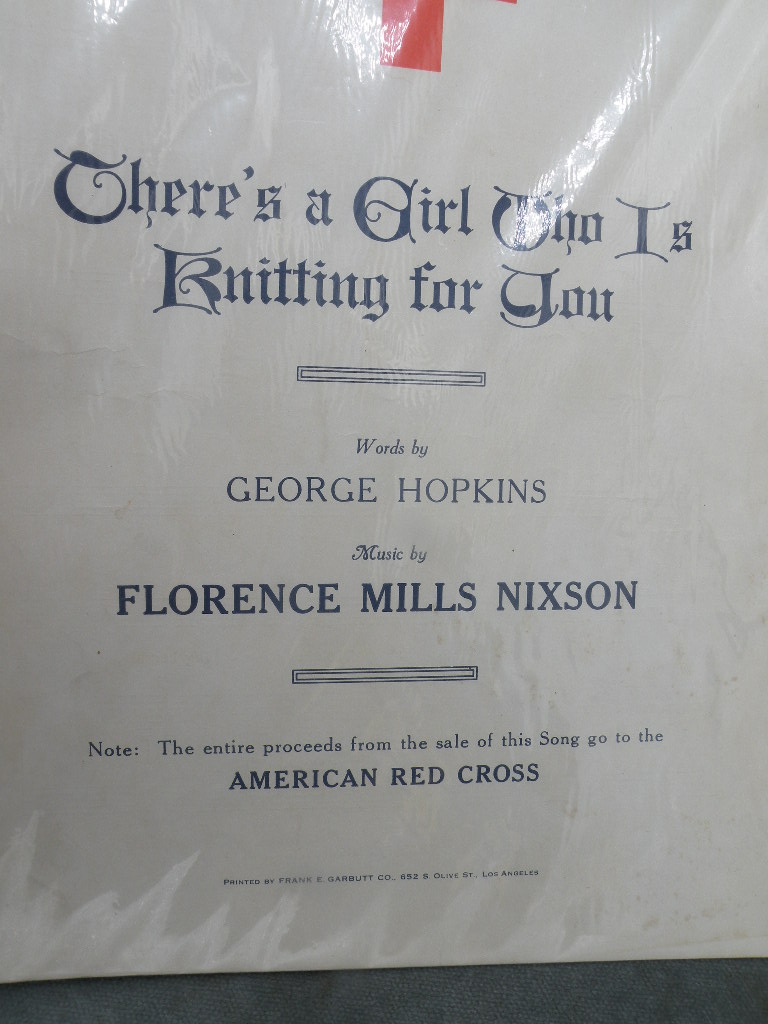 There's a Girl Who Is
Knitting for You
Words by
GEORGE HOPKINS
Music by
FLORENCE MILLS NIXSON
Note: The entire proceeds from the sale of this Song go to the
AMERICAN RED CROSS
PRINTED BY FRANK E. GARBUTT CO., 652 S. OLIVE ST., LOS ANGELES